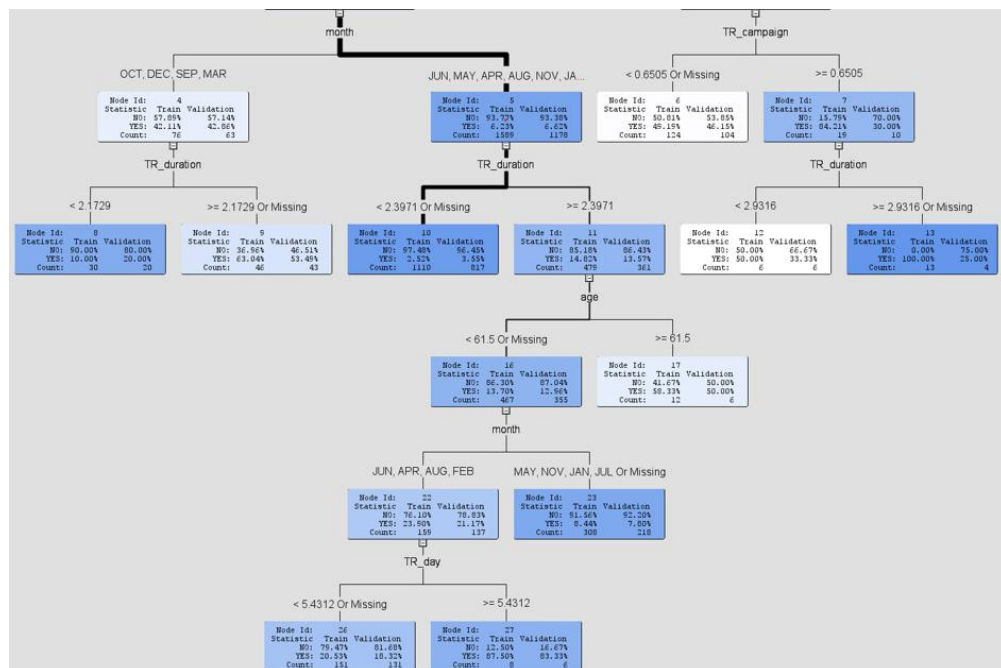 month
TR_campaign
OCT, DEC, SEP, MAR
JUN, MAY, APR, AUG, NOV, JA...
< 0.6505 Or Missing
>= 0.6505
Node Id: 4
Statistic Train Validation
NO: 57.89% 57.14%
YES: 42.11% 42.86%
Count: 76 63
Node Id: 5
Statistic Train Validation
NO: 93.77% 93.38%
YES: 6.23% 6.62%
Count: 1589 1178
Node Id: 6
Statistic Train Validation
NO: 50.81% 53.85%
YES: 49.19% 46.15%
Count: 124 104
Node Id: 7
Statistic Train Validation
NO: 15.79% 70.00%
YES: 84.21% 30.00%
Count: 19 10
TR_duration
TR_duration
TR_duration
< 2.1729
>= 2.1729 Or Missing
< 2.3971 Or Missing
>= 2.3971
< 2.9316
>= 2.9316 Or Missing
Node Id: 8
Statistic Train Validation
NO: 90.00% 80.00%
YES: 10.00% 20.00%
Count: 30 20
Node Id: 9
Statistic Train Validation
NO: 36.96% 46.51%
YES: 63.04% 53.49%
Count: 46 43
Node Id: 10
Statistic Train Validation
NO: 97.48% 96.45%
YES: 2.52% 3.55%
Count: 1110 817
Node Id: 11
Statistic Train Validation
NO: 85.18% 86.43%
YES: 14.82% 13.57%
Count: 479 361
Node Id: 12
Statistic Train Validation
NO: 50.00% 66.67%
YES: 50.00% 33.33%
Count: 6 6
Node Id: 13
Statistic Train Validation
NO: 0.00% 75.00%
YES: 100.00% 25.00%
Count: 13 4
age
< 61.5 Or Missing
>= 61.5
Node Id: 16
Statistic Train Validation
NO: 86.30% 87.04%
YES: 13.70% 12.96%
Count: 467 355
Node Id: 17
Statistic Train Validation
NO: 41.67% 50.00%
YES: 58.33% 50.00%
Count: 12 6
month
JUN, APR, AUG, FEB
MAY, NOV, JAN, JUL Or Missing
Node Id: 22
Statistic Train Validation
NO: 76.10% 78.83%
YES: 23.90% 21.17%
Count: 159 137
Node Id: 23
Statistic Train Validation
NO: 91.56% 92.20%
YES: 8.44% 7.80%
Count: 308 218
TR_day
< 5.4312 Or Missing
>= 5.4312
Node Id: 26
Statistic Train Validation
NO: 79.47% 81.68%
YES: 20.53% 18.32%
Count: 151 131
Node Id: 27
Statistic Train Validation
NO: 12.50% 16.67%
YES: 87.50% 83.33%
Count: 8 6